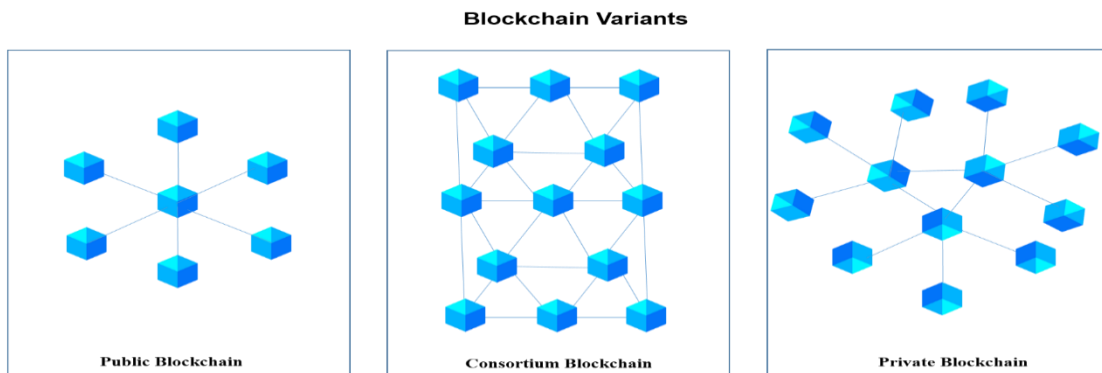 Blockchain Variants
Public Blockchain
Consortium Blockchain
Private Blockchain